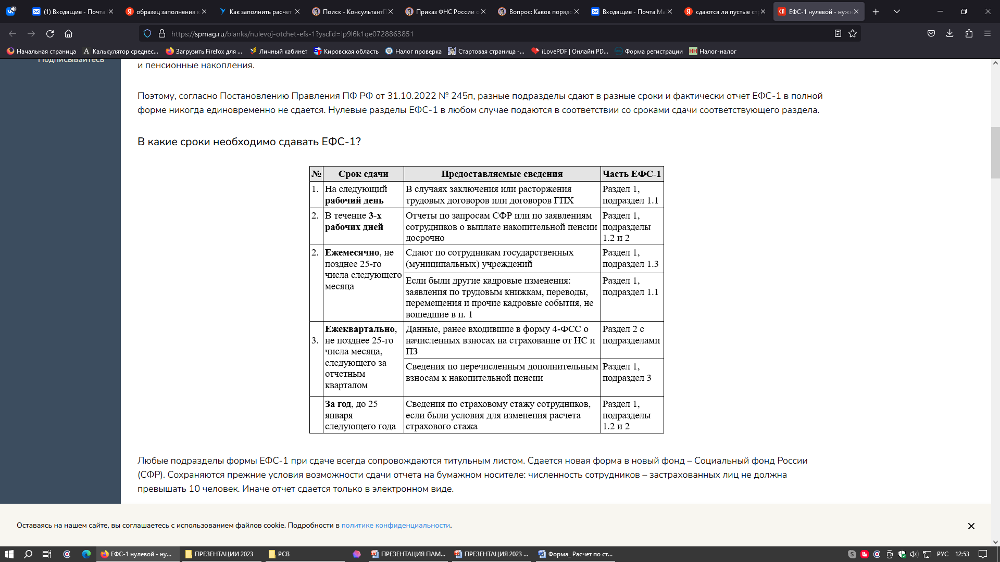 (1) Входящие - Почта
образец заполнения к
Как заполнить расчет
Поиск - КонсультантП
Приказ ФНС России о
Вопрос: Каков порядо
Входящие - Почта Ма
сдаются ли пустые ст
ЕФС-1 нулевой - нужн
https://spmag.ru/blanks/nulevoj-otchet-efs-1?ysclid=lp9l6k1qe0728863851
Начальная страница
Калькулятор среднес...
Загрузить Firefox для ...
Личный кабинет
Кировская область
Налог проверка
Стартовая страница -...
iLovePDF | Онлайн PD...
Форма регистрации
Налог-налог
Подписывайтесь
и пенсионные накопления.
Поэтому, согласно Постановлению Правления ПФ РФ от 31.10.2022 № 245п, разные подразделы сдают в разные сроки и фактически отчет ЕФС-1 в полной
форме никогда единовременно не сдается. Нулевые разделы ЕФС-1 в любом случае подаются в соответствии со сроками сдачи соответствующего раздела.
В какие сроки необходимо сдавать ЕФС-1?
№ Срок сдачи Предоставляемые сведения Часть ЕФС-1
1. На следующий
рабочий день
В случаях заключения или расторжения
трудовых договоров или договоров ГПХ
Раздел 1,
подраздел 1.1
2. В течение 3-х
рабочих дней
Отчеты по запросам СФР или по заявлениям
сотрудников о выплате накопительной пенсии
досрочно
Раздел 1,
подразделы
1.2 и 2
2. Ежемесячно, не
позднее 25-го
числа следующего
месяца
Сдают по сотрудникам государственных
(муниципальных) учреждений
Раздел 1,
подраздел 1.3
Если были другие кадровые изменения:
заявления по трудовым книжкам, переводы,
перемещения и прочие кадровые события, не
вошедшие в п. 1
Раздел 1,
подраздел 1.1
3.
Ежеквартально,
не позднее 25-го
числа месяца,
следующего за
отчетным
кварталом
Данные, ранее входившие в форму 4-ФСС о
начисленных взносах на страхование от НС и
ПЗ
Раздел 2 с
подразделами
Сведения по перечисленным дополнительным
взносам к накопительной пенсии
Раздел 1,
подраздел 3
За год, до 25
января
следующего года
Сведения по страховому стажу сотрудников,
если были условия для изменения расчета
страхового стажа
Раздел 1,
подразделы
1.2 и 2
Любые подразделы формы ЕФС-1 при сдаче всегда сопровождаются титульным листом. Сдается новая форма в новый фонд – Социальный фонд России
(СФР). Сохраняются прежние условия возможности сдачи отчета на бумажном носителе: численность сотрудников – застрахованных лиц не должна
превышать 10 человек. Иначе отчет сдается только в электронном виде.
Оставаясь на нашем сайте, вы соглашаетесь с использованием файлов cookie. Подробности в политике конфиденциальности.
ЕФС-1 нулевой - ну...
ПРЕЗЕНТАЦИИ 2023
РСВ
ПРЕЗЕНТАЦИЯ ПАМ...
ПРЕЗЕНТАЦИЯ 2023 ...
Форма_ Расчет по ст...
РУС
12:53